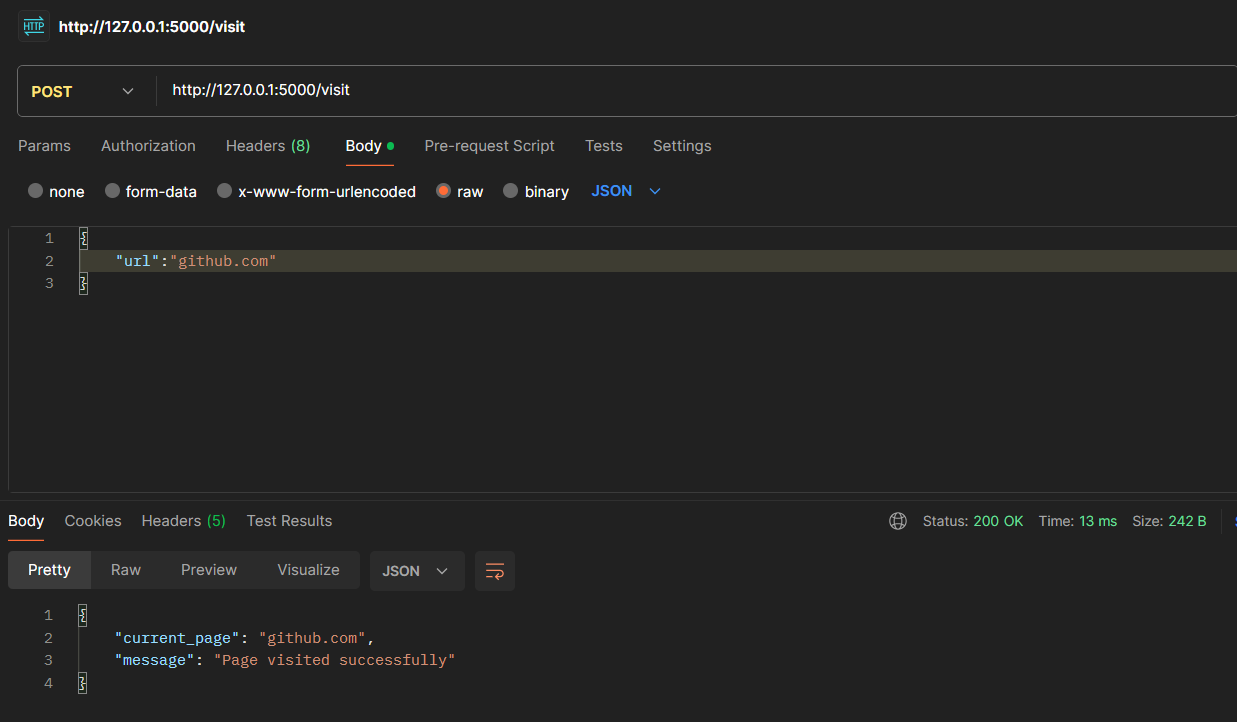 HTTP http://127.0.0.1:5000/visit
POST http://127.0.0.1:5000/visit
Params Authorization Headers (8) Body Pre-request Script Tests Settings
none form-data x-www-form-urlencoded raw binary JSON
1 {
2 "url":"github.com"
3 }
Body Cookies Headers (5) Test Results Status: 200 OK Time: 13 ms Size: 242 B
Pretty Raw Preview Visualize JSON
1 {
2 "current_page": "github.com",
3 "message": "Page visited successfully"
4 }